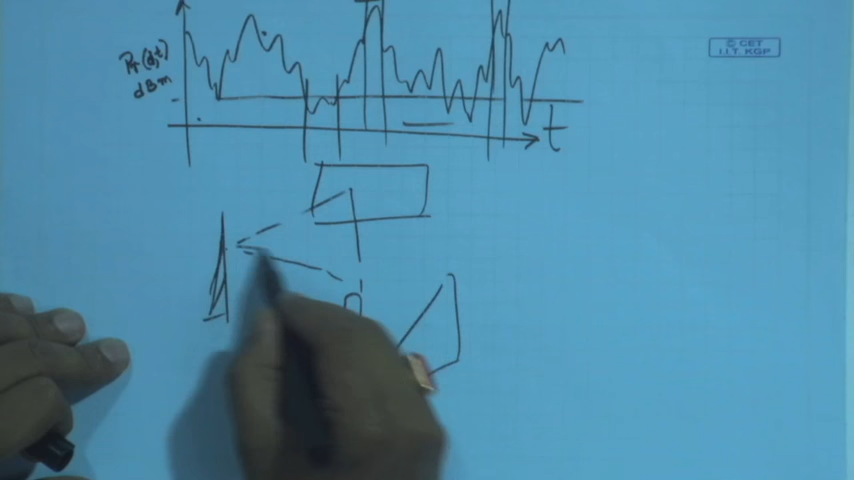 Pr(d,t)
dBm
© CET
I.I.T. KGP
t